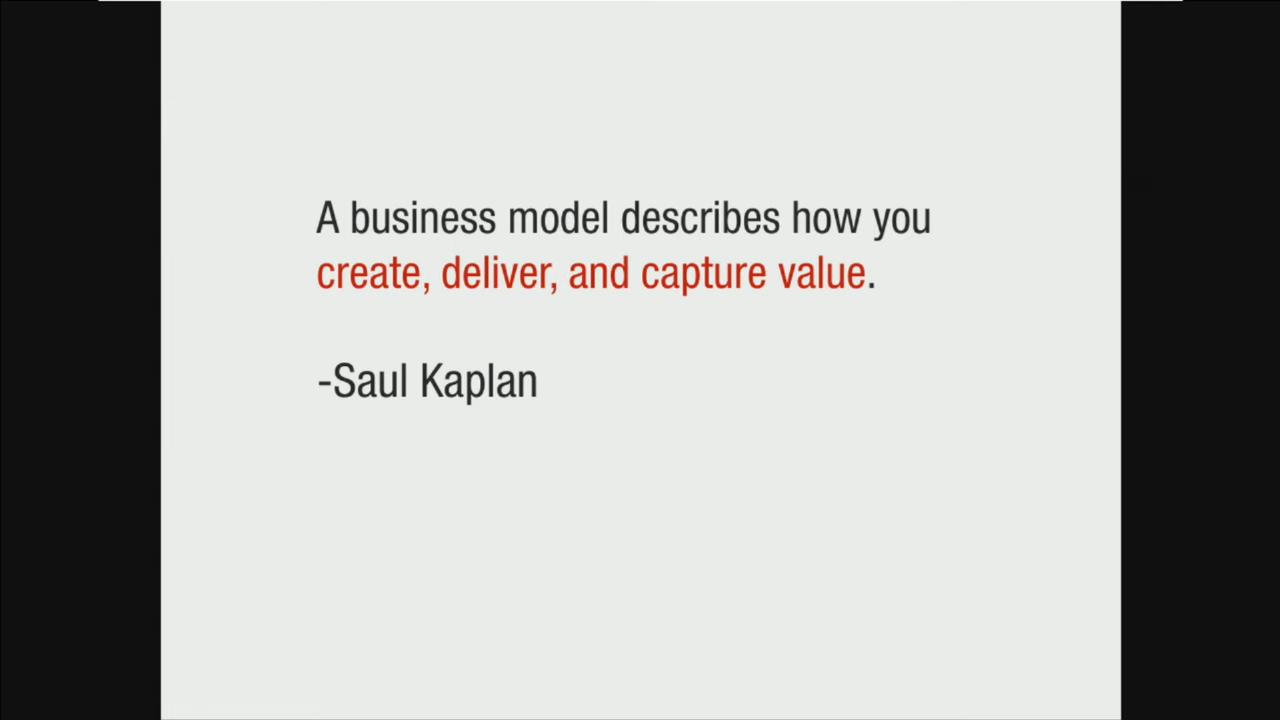 A business model describes how you
create, deliver, and capture value.
-Saul Kaplan